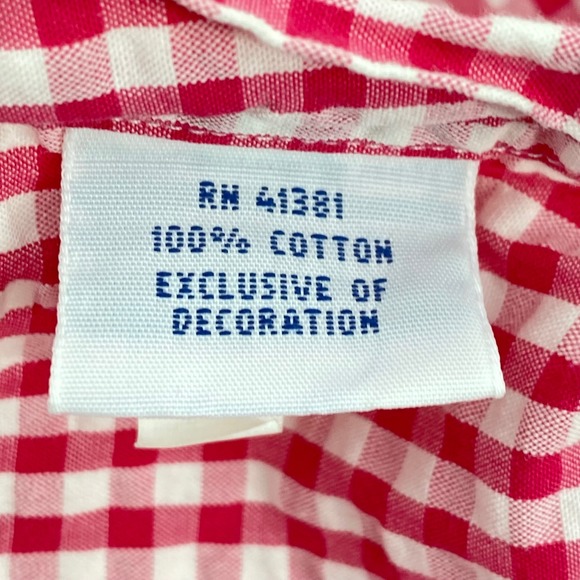 RN 41381
100% COTTON
EXCLUSIVE OF
DECORATION